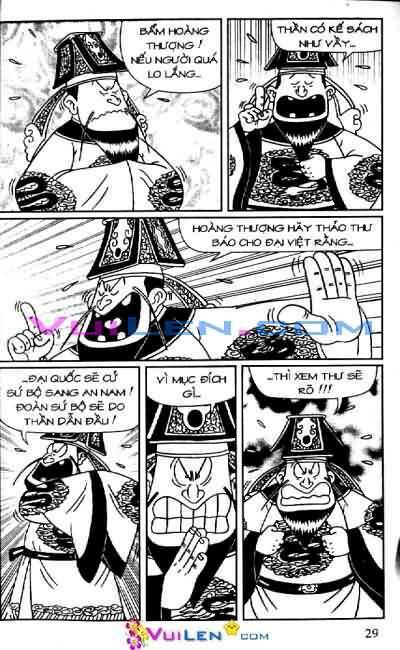 BẨM HOÀNG
THƯỢNG!
NẾU NGƯỜI QUÁ
LO LẮNG...
THẦN CÓ KẾ SÁCH
NHƯ VẦY...
HOÀNG THƯỢNG HÃY THẢO THƯ
BÁO CHO ĐẠI VIỆT RẰNG...
VUILEN.COM
...ĐẠI QUỐC SẼ CỬ
SỨ BỘ SANG AN NAM!
ĐOÀN SỨ BỘ SẼ DO
THẦN DẪN ĐẦU!
VÌ MỤC ĐÍCH
GÌ...
...THÌ XEM THƯ SẼ
RÕ!!!
29
VUILEN.COM